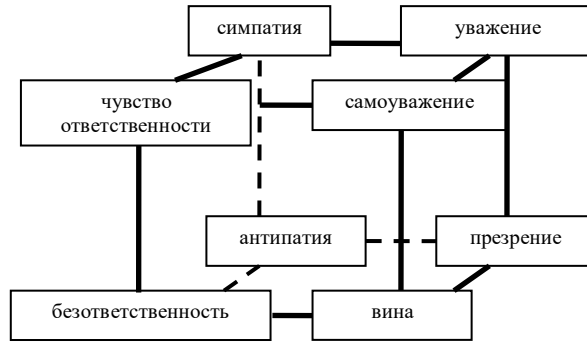 симпатия
уважение
чувство
ответственности
самоуважение
антипатия
презрение
безответственность
вина